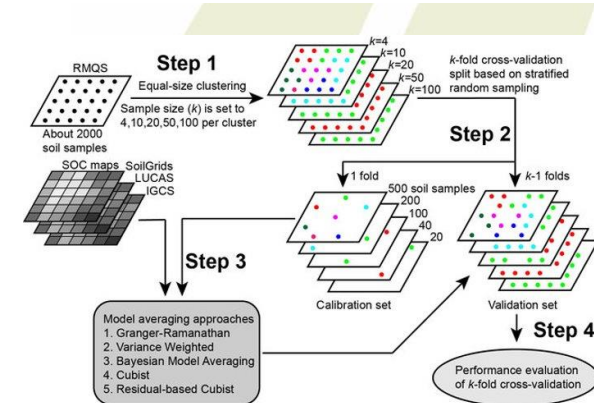 Step 1
RMQS
Equal-size clustering
Sample size (k) is set to
4,10,20,50,100 per cluster
About 2000
soil samples
k=4
k=10
k=20
k=50
k=100
k-fold cross-validation
split based on stratified
random sampling
Step 2
1 fold
k-1 folds
SOC maps
SoilGrids
LUCAS
IGCS
500 soil samples
200
100
40
20
Calibration set
Validation set
Step 3
Model averaging approaches
1. Granger-Ramanathan
2. Variance Weighted
3. Bayesian Model Averaging
4. Cubist
5. Residual-based Cubist
Step 4
Performance evaluation
of k-fold cross-validation